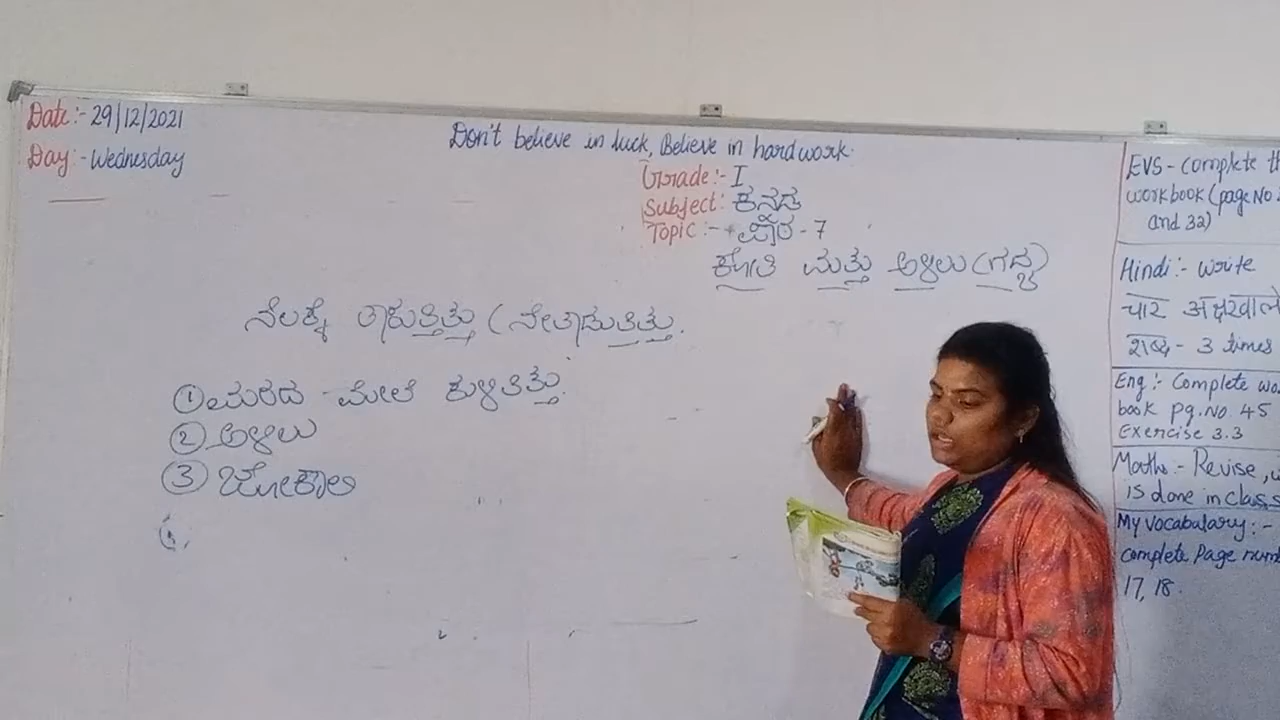 Date:- 29/12/2021
Day:- Wednesday
Don't believe in luck, Believe in hardwork.
Grade:- I
Subject: ಕನ್ನಡ
Topic:- ಪಾಠ - 7
ಕೋತಿ ಮತ್ತು ಅಳಿಲು (ಗದ್ಯ)
ನೆಲಕ್ಕೆ ತಾಕುತ್ತಿತ್ತು (ನೇತಾಡುತ್ತಿತ್ತು.
① ಮರದ ಮೇಲೆ ಕುಳಿತಿತ್ತು.
② ಅಳಿಲು
③ ಜೋಕಾಲಿ
EVS - Complete
workbook (page No
and 32)
Hindi:- write
चार अक्षरवाले
शब्द - 3 times
Eng:- Complete
book pg. No. 45
Exercise 3.3
Maths:- Revise,
is done in class
My vocabulary:-
complete Page
17, 18.